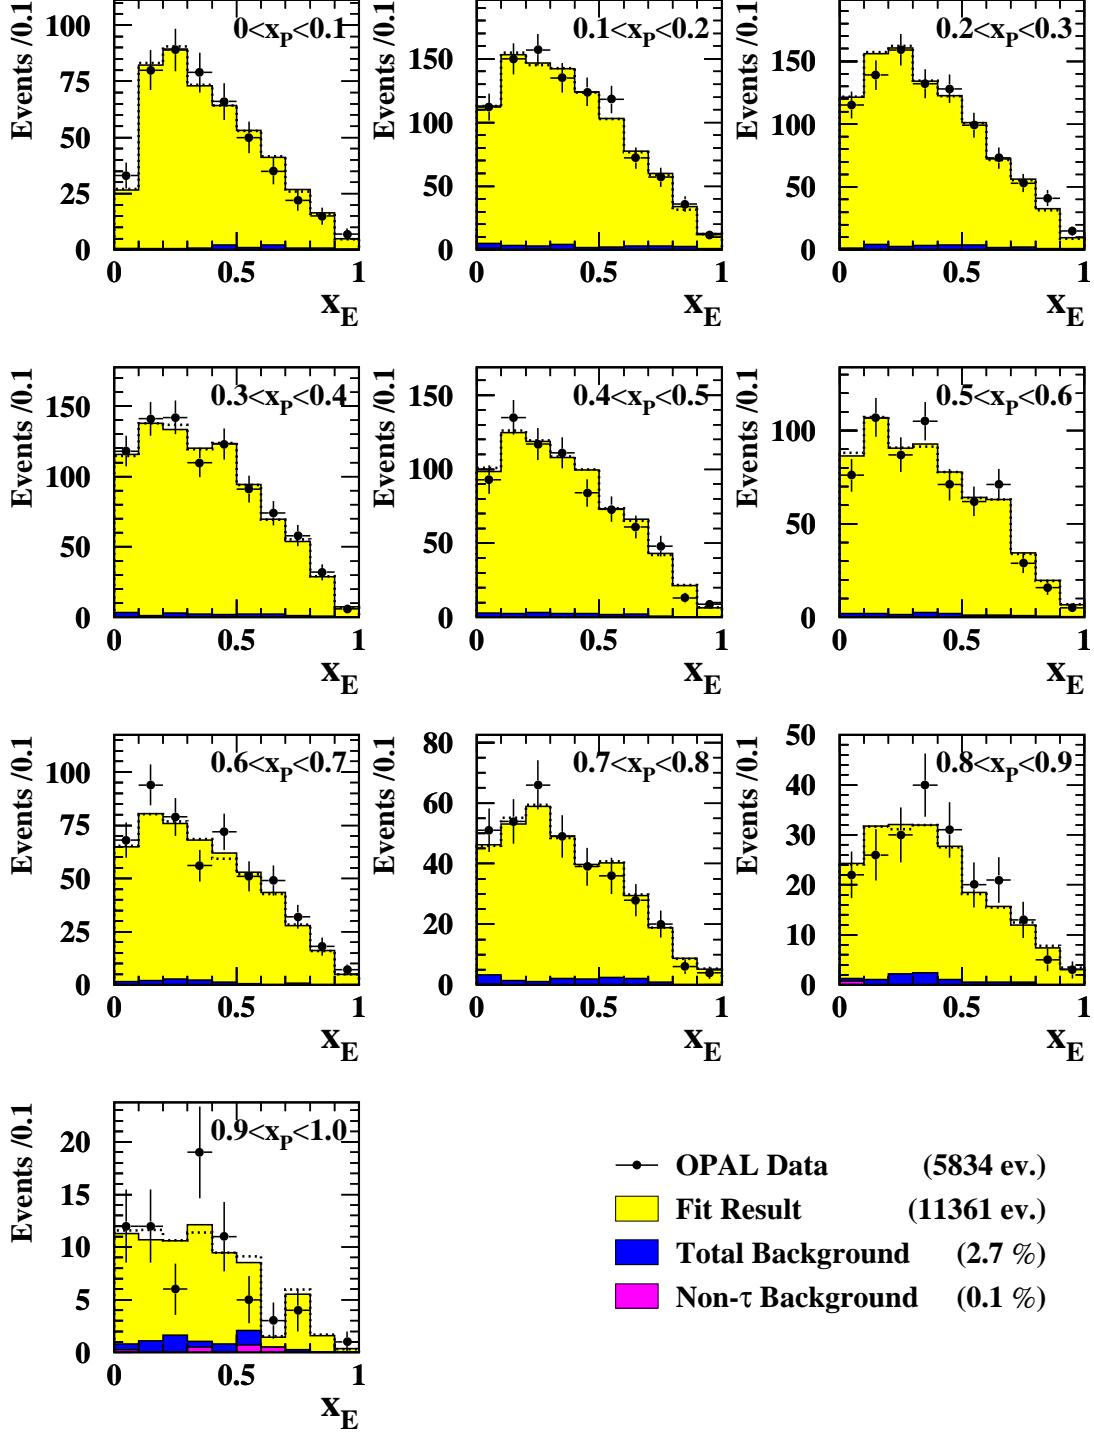 Events /0.1
0<x_P<0.1
100
75
50
25
0
0 0.5 1
x_E
Events /0.1
0.1<x_P<0.2
150
100
50
0
0 0.5 1
x_E
Events /0.1
0.2<x_P<0.3
150
100
50
0
0 0.5 1
x_E
Events /0.1
0.3<x_P<0.4
150
100
50
0
0 0.5 1
x_E
Events /0.1
0.4<x_P<0.5
150
100
50
0
0 0.5 1
x_E
Events /0.1
0.5<x_P<0.6
100
50
0
0 0.5 1
x_E
Events /0.1
0.6<x_P<0.7
100
75
50
25
0
0 0.5 1
x_E
Events /0.1
0.7<x_P<0.8
80
60
40
20
0
0 0.5 1
x_E
Events /0.1
0.8<x_P<0.9
50
40
30
20
10
0
0 0.5 1
x_E
Events /0.1
0.9<x_P<1.0
20
15
10
5
0
0 0.5 1
x_E
OPAL Data (5834 ev.)
Fit Result (11361 ev.)
Total Background (2.7 %)
Non-τ Background (0.1 %)